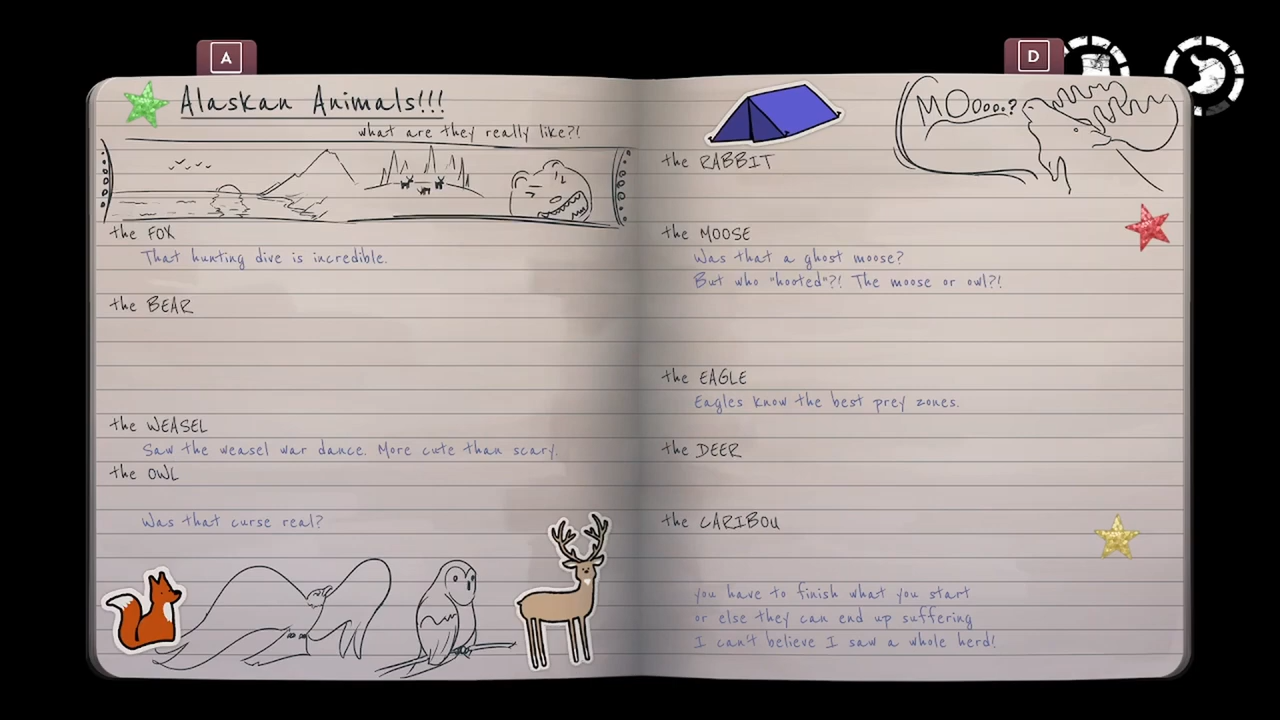 A
D
Alaskan Animals!!!
what are they really like?!
the FOX
That hunting dive is incredible.
the BEAR
the WEASEL
Saw the weasel war dance. More cute than scary.
the OWL
Was that curse real?
MOooo.?
the RABBIT
the MOOSE
Was that a ghost moose?
But who "hooted"?! The moose or owl?!
the EAGLE
Eagles know the best prey zones.
the DEER
the CARIBOU
you have to finish what you start
or else they can end up suffering
I can't believe I saw a whole herd!